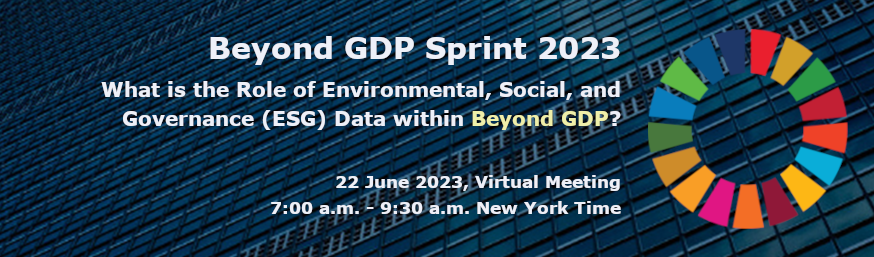 Beyond GDP Sprint 2023
What is the Role of Environmental, Social, and
Governance (ESG) Data within Beyond GDP?
22 June 2023, Virtual Meeting
7:00 a.m. - 9:30 a.m. New York Time